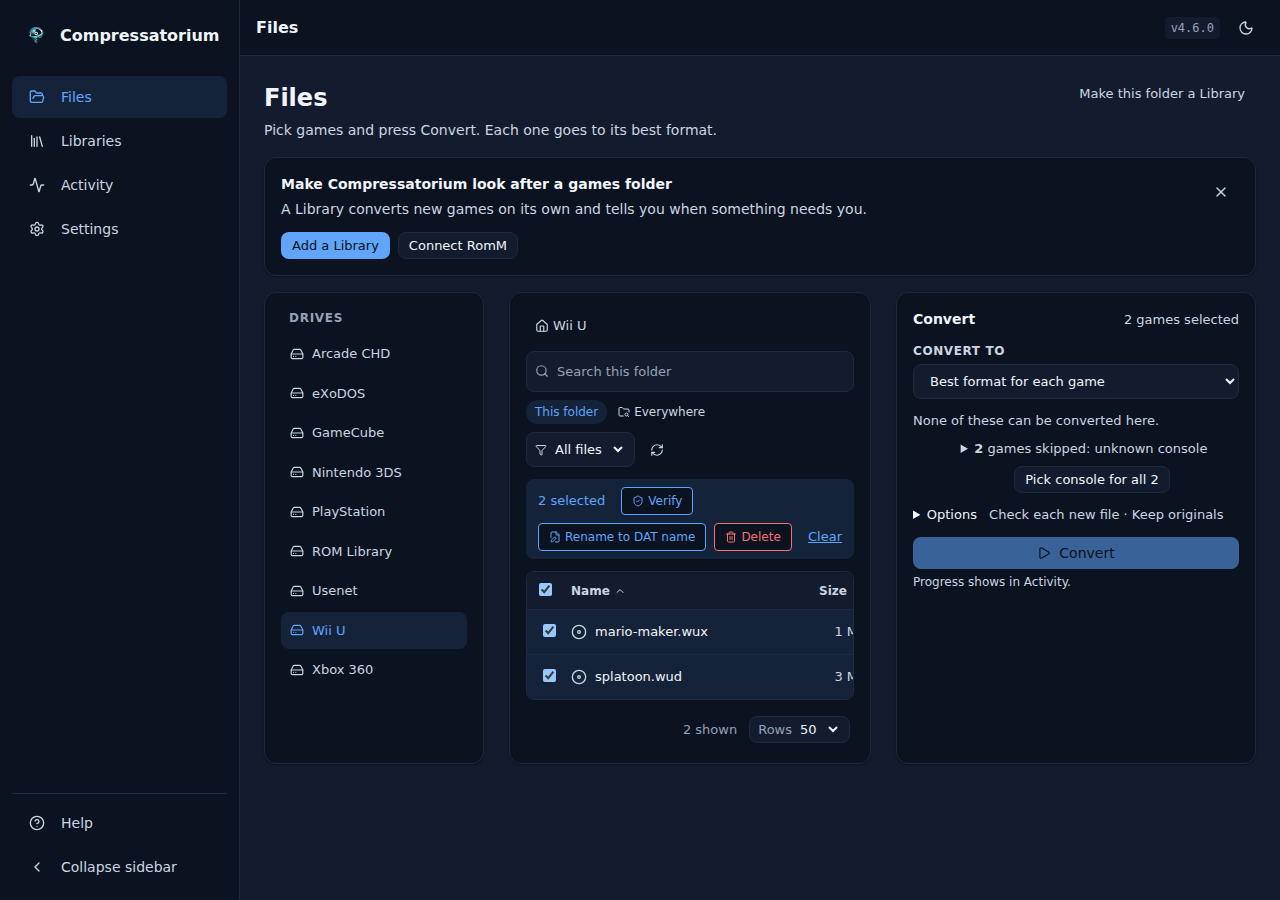 Compressatorium
Files
Libraries
Activity
Settings
Help
Collapse sidebar
Files
v4.6.0
Files
Make this folder a Library
Pick games and press Convert. Each one goes to its best format.
Make Compressatorium look after a games folder
A Library converts new games on its own and tells you when something needs you.
Add a Library
Connect RomM
DRIVES
Arcade CHD
eXoDOS
GameCube
Nintendo 3DS
PlayStation
ROM Library
Usenet
Wii U
Xbox 360
Wii U
Search this folder
This folder
Everywhere
All files
2 selected
Verify
Rename to DAT name
Delete
Clear
Name
Size
mario-maker.wux
1 M
splatoon.wud
3 M
2 shown
Rows 50
Convert
2 games selected
CONVERT TO
Best format for each game
None of these can be converted here.
2 games skipped: unknown console
Pick console for all 2
Options
Check each new file · Keep originals
Convert
Progress shows in Activity.